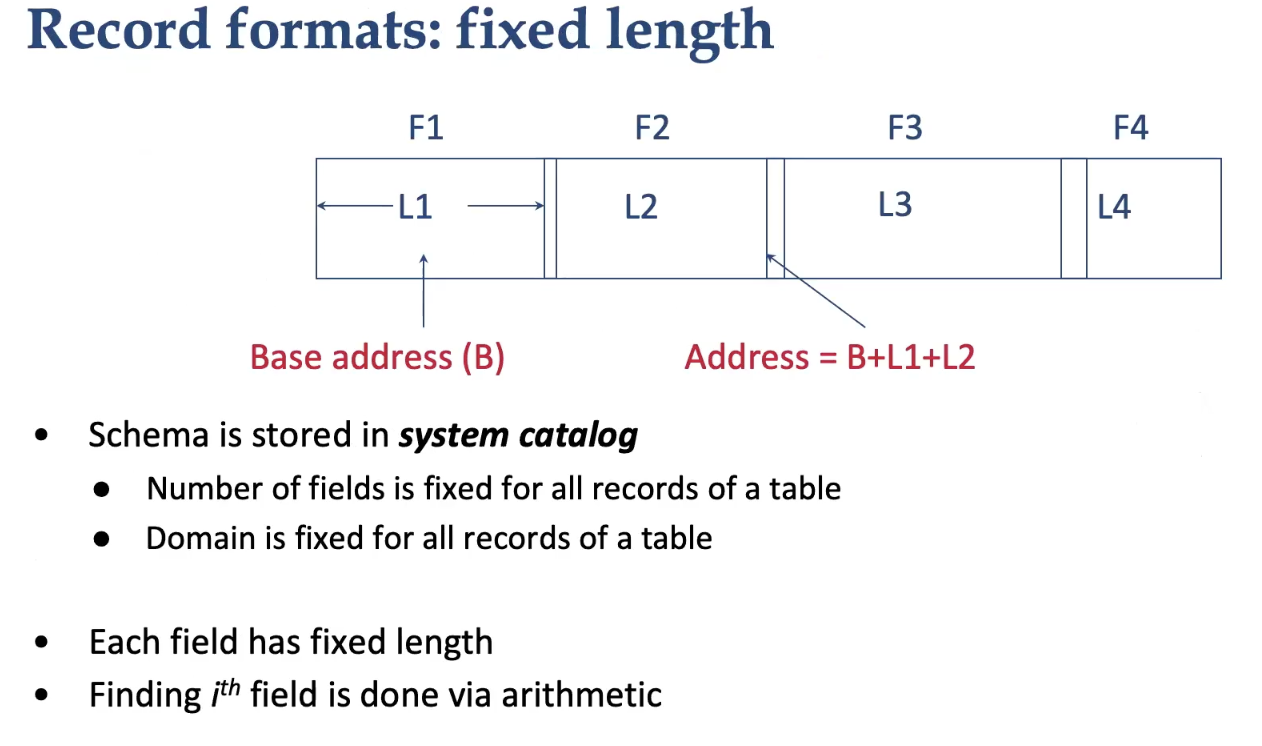 Record formats: fixed length
F1 F2 F3 F4
L1 L2 L3 L4
Base address (B) Address = B+L1+L2
• Schema is stored in system catalog
● Number of fields is fixed for all records of a table
● Domain is fixed for all records of a table
• Each field has fixed length
• Finding ith field is done via arithmetic